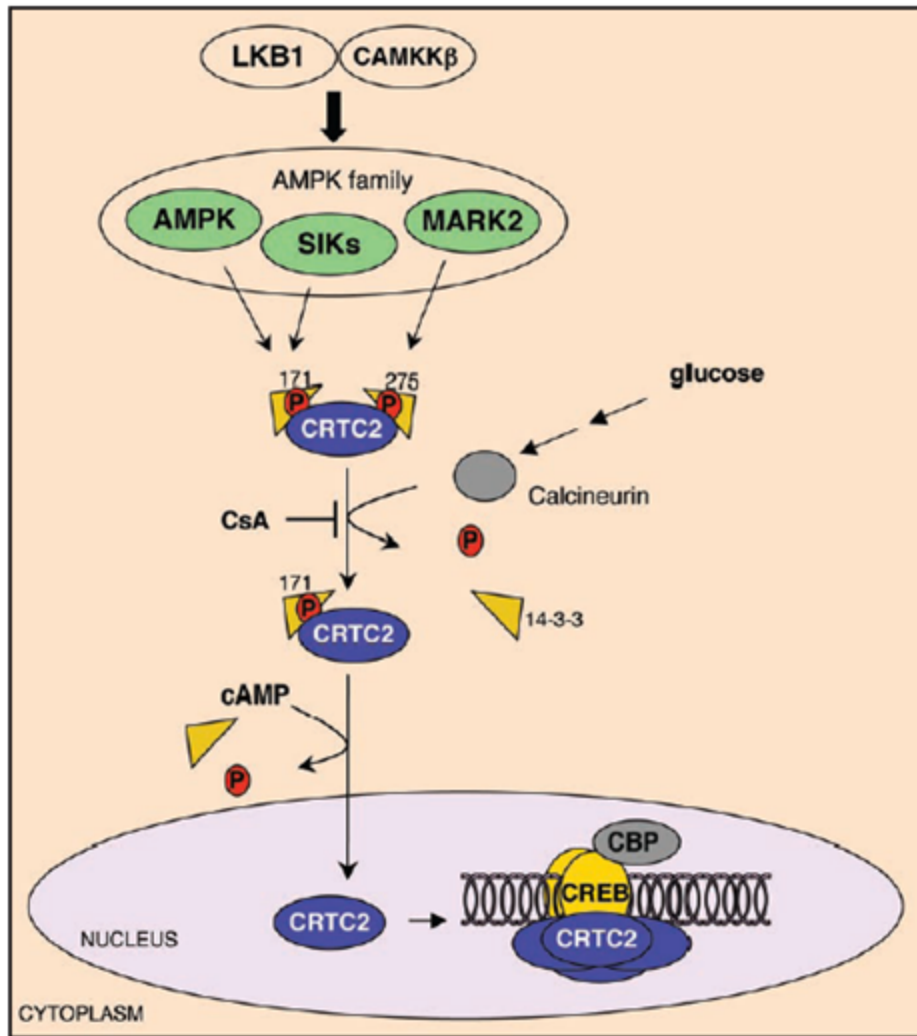 LKB1
CAMKKβ
AMPK family
AMPK
SIKs
MARK2
171
275
P
P
CRTC2
glucose
Calcineurin
CsA
P
171
P
CRTC2
14-3-3
cAMP
P
CBP
CREB
CRTC2
CRTC2
NUCLEUS
CYTOPLASM